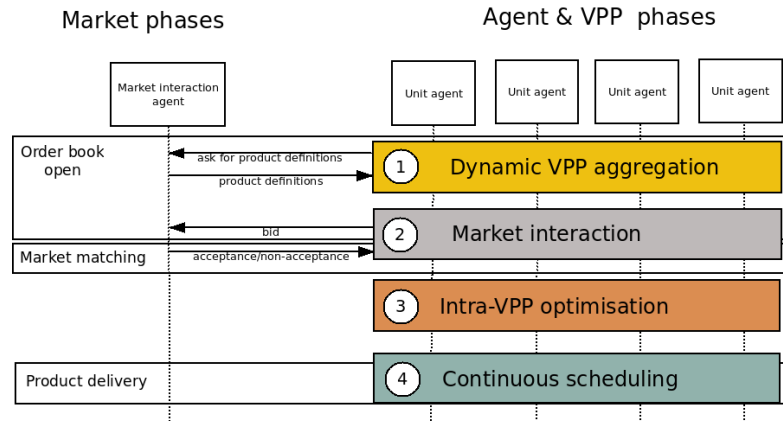 Market phases
Agent & VPP phases
Market interaction
agent
Unit agent
Unit agent
Unit agent
Unit agent
Order book
open
ask for product definitions
1
Dynamic VPP aggregation
product definitions
bid
2
Market interaction
Market matching
acceptance/non-acceptance
3
Intra-VPP optimisation
Product delivery
4
Continuous scheduling